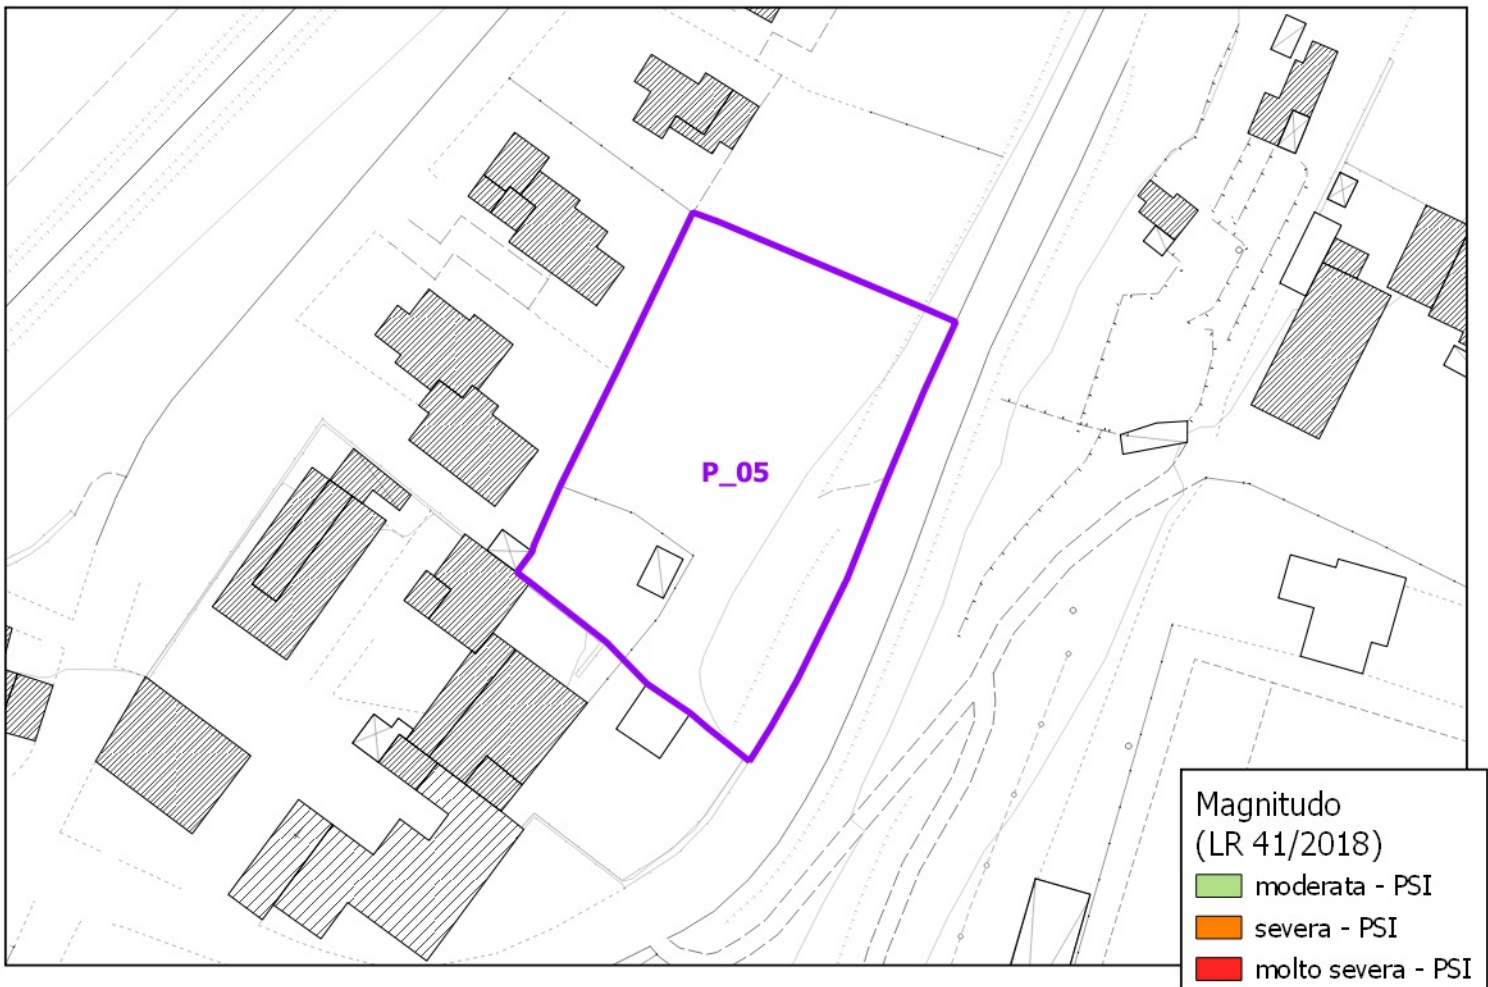 P_05
Magnitudo
(LR 41/2018)
moderata - PSI
severa - PSI
molto severa - PSI